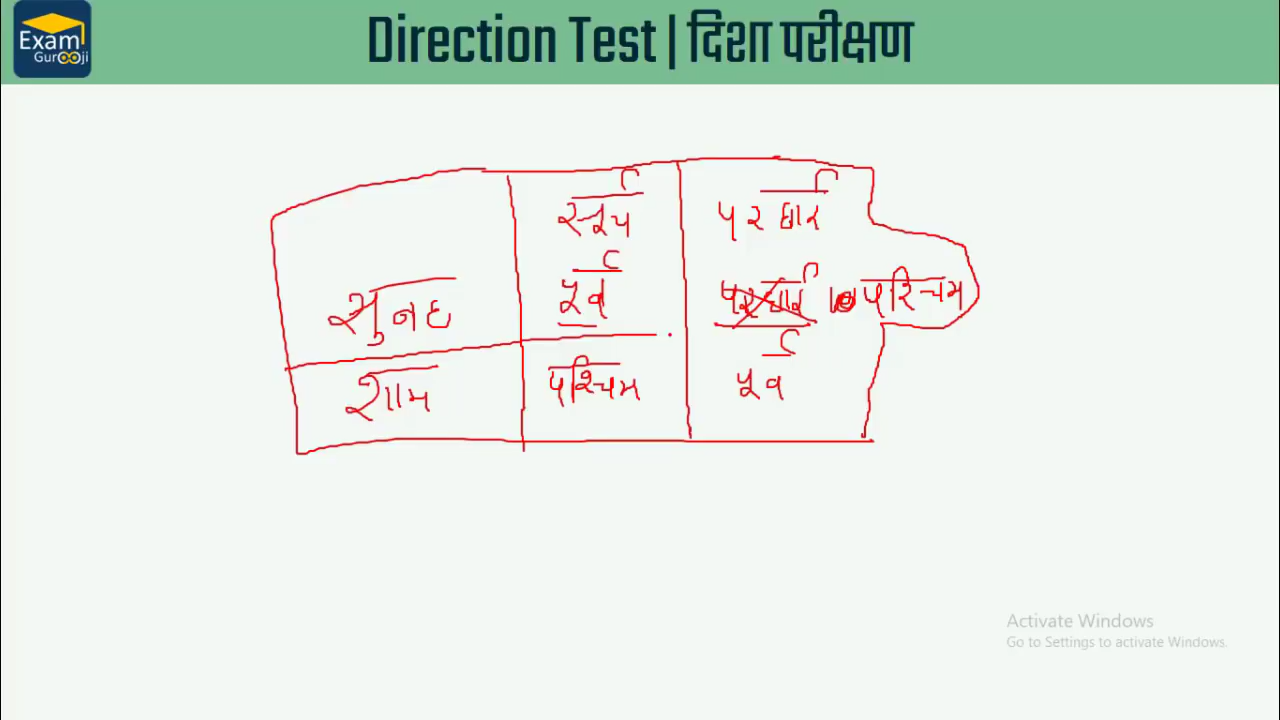 Exam
Gurooji
Direction Test | दिशा परीक्षण
सूर्य
परछाई
सुबह
पूर्व
पश्चिम
शाम
पश्चिम
पूर्व
Activate Windows
Go to Settings to activate Windows.